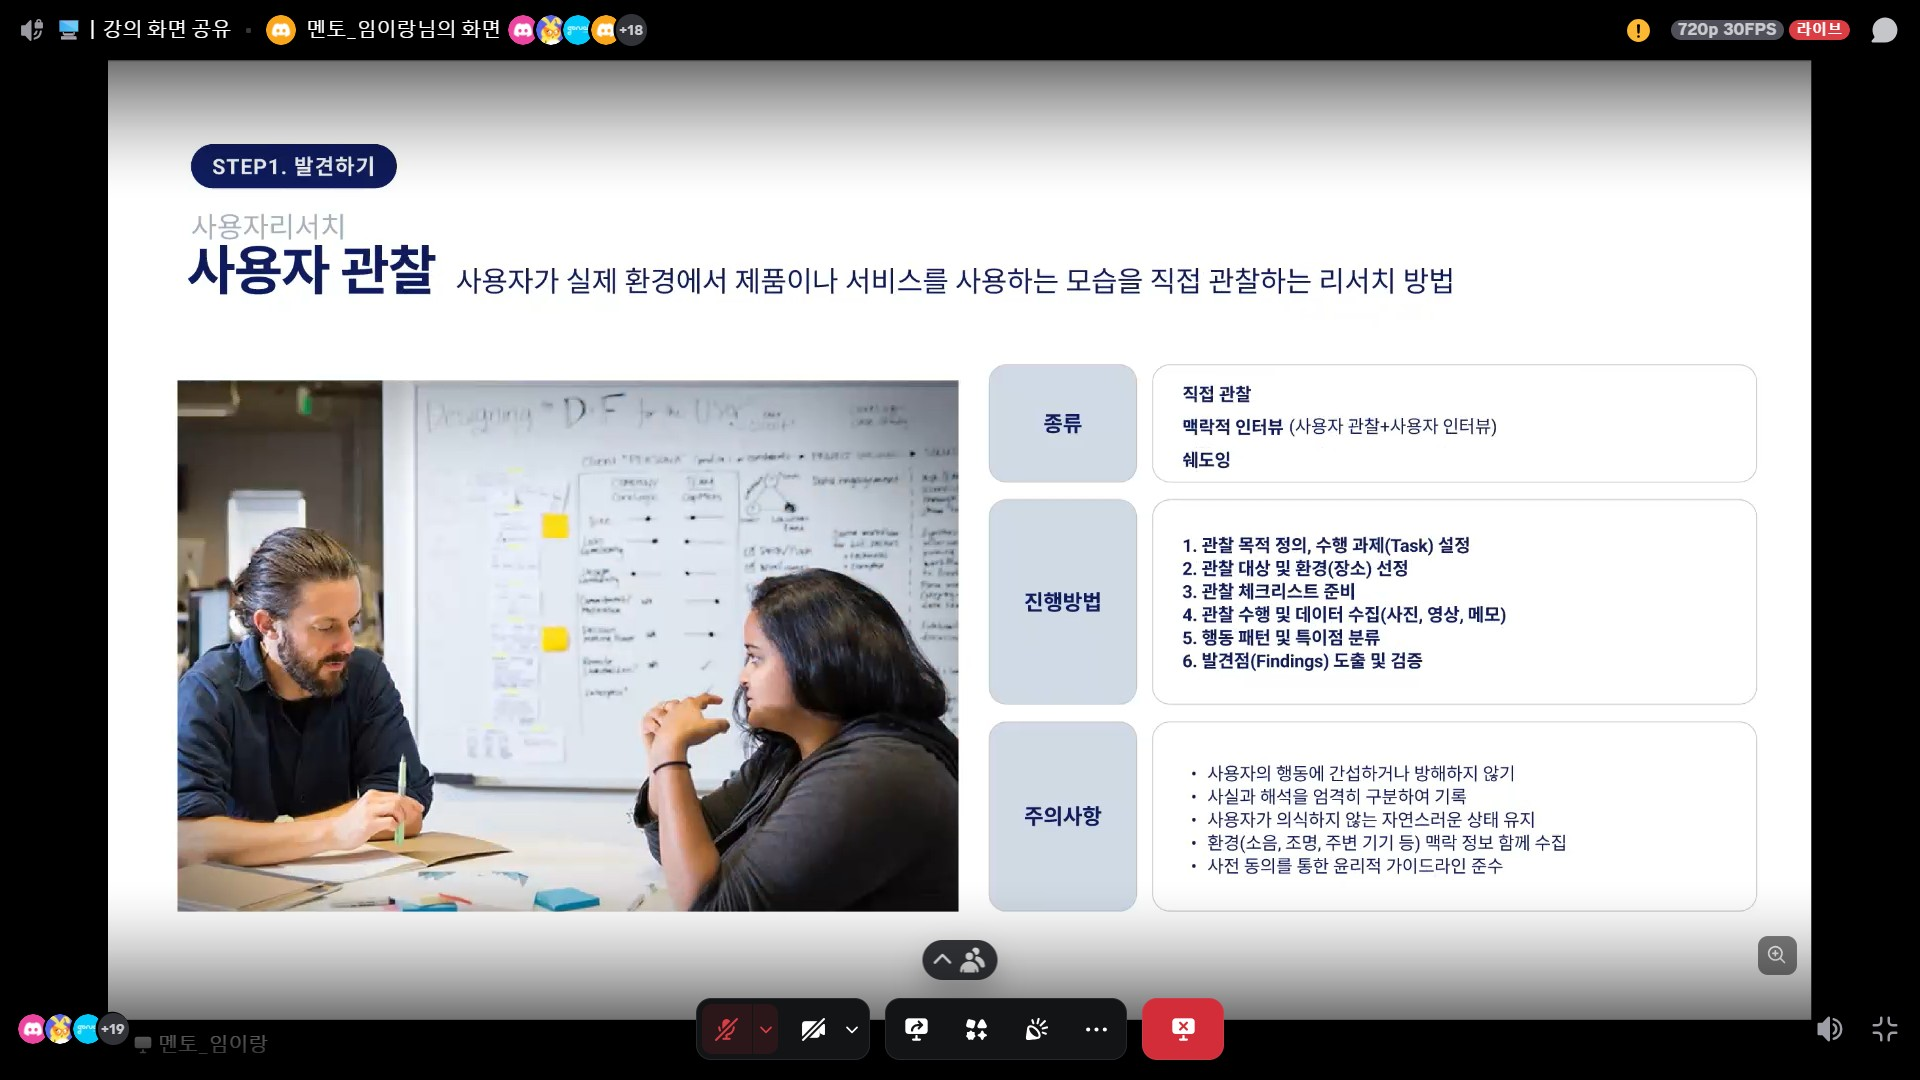 | 강의 화면 공유
멘토_임이랑님의 화면
+18
720p 30FPS
라이브
STEP1. 발견하기
사용자리서치
사용자 관찰
사용자가 실제 환경에서 제품이나 서비스를 사용하는 모습을 직접 관찰하는 리서치 방법
Designing
D.F for the
종류
직접 관찰
맥락적 인터뷰 (사용자 관찰+사용자 인터뷰)
쉐도잉
진행방법
1. 관찰 목적 정의, 수행 과제(Task) 설정
2. 관찰 대상 및 환경(장소) 선정
3. 관찰 체크리스트 준비
4. 관찰 수행 및 데이터 수집(사진, 영상, 메모)
5. 행동 패턴 및 특이점 분류
6. 발견점(Findings) 도출 및 검증
주의사항
• 사용자의 행동에 간섭하거나 방해하지 않기
• 사실과 해석을 엄격히 구분하여 기록
• 사용자가 의식하지 않는 자연스러운 상태 유지
• 환경(소음, 조명, 주변 기기 등) 맥락 정보 함께 수집
• 사전 동의를 통한 윤리적 가이드라인 준수
+19
멘토_임이랑